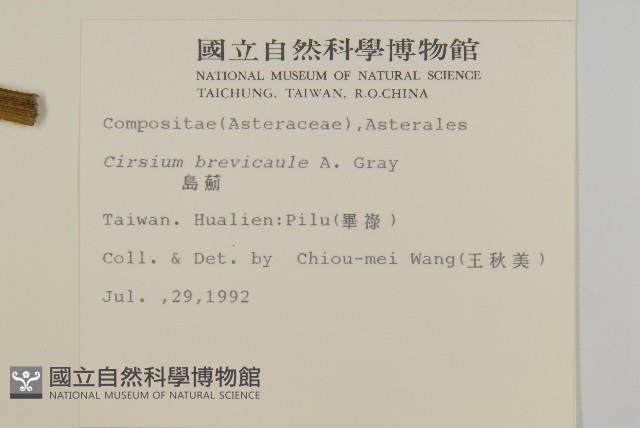 國立自然科學博物館
NATIONAL MUSEUM OF NATURAL SCIENCE
TAICHUNG, TAIWAN, R.O.CHINA
Compositae(Asteraceae),Asterales
Cirsium brevicaule A. Gray
島薊
Taiwan. Hualien:Pilu(畢祿)
Coll. & Det. by Chiou-mei Wang(王秋美)
Jul. ,29,1992
國立自然科學博物館
NATIONAL MUSEUM OF NATURAL SCIENCE